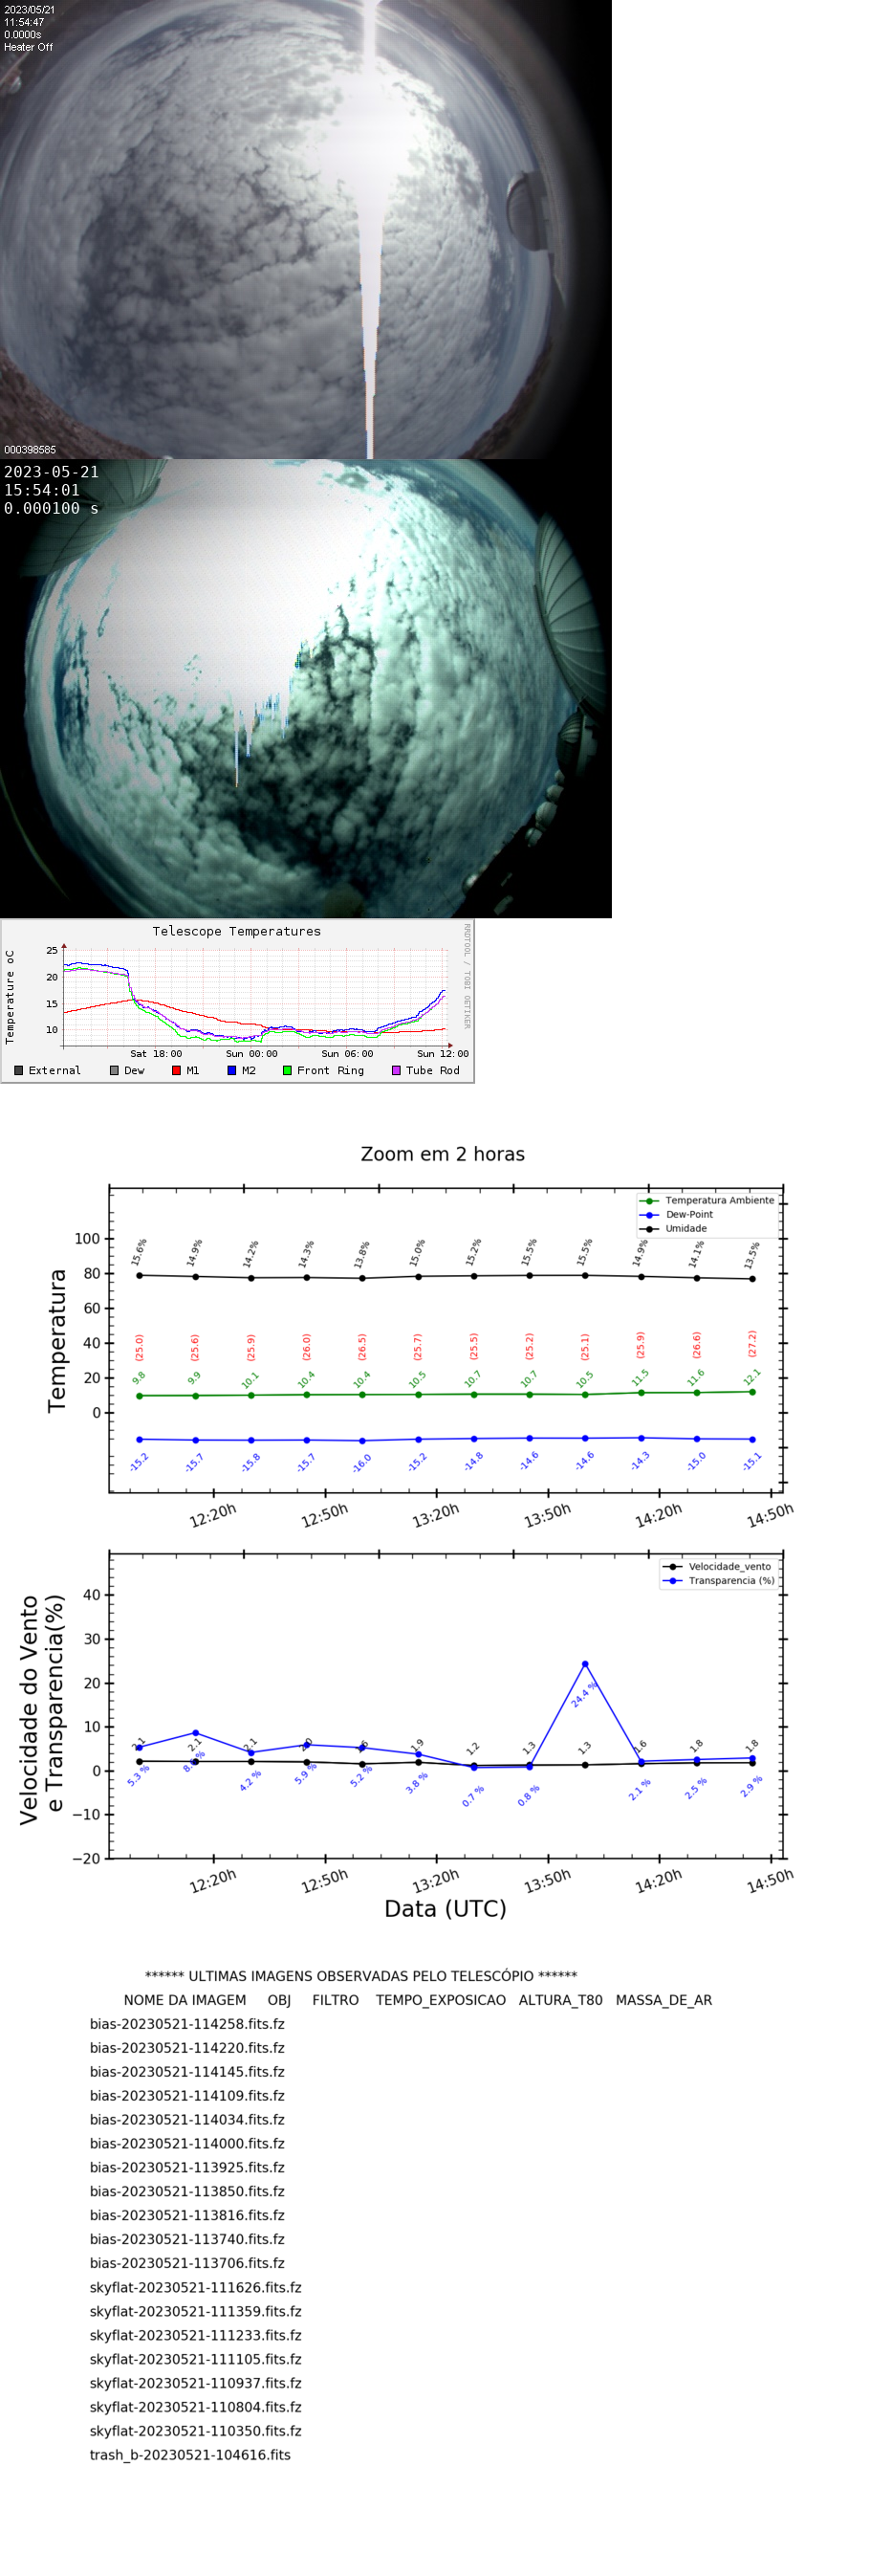 2023/05/21
11:54:47
0.0000s
Heater Off
000398585
2023-05-21
15:54:01
0.000100 s
Telescope Temperatures
RRDTOOL / TOBI OETIKER
Temperature oC
25
20
15
10
Sat 18:00 Sun 00:00 Sun 06:00 Sun 12:00
External Dew M1 M2 Front Ring Tube Rod
Zoom em 2 horas
Temperatura Ambiente
Dew-Point
Umidade
Temperatura
100
80
60
40
20
0
15.6% 14.9% 14.2% 14.3% 13.8% 15.0% 15.2% 15.5% 15.5% 14.9% 14.1% 13.5%
(25.0) (25.6) (25.9) (26.0) (26.5) (25.7) (25.5) (25.2) (25.1) (25.9) (26.6) (27.2)
9.8 9.9 10.1 10.4 10.4 10.5 10.7 10.7 10.5 11.5 11.6 12.1
-15.2 -15.7 -15.8 -15.7 -16.0 -15.2 -14.8 -14.6 -14.6 -14.3 -15.0 -15.1
12:20h 12:50h 13:20h 13:50h 14:20h 14:50h
Velocidade_vento
Transparencia (%)
Velocidade do Vento
e Transparencia(%)
40
30
20
10
0
−10
−20
2.1 2.1 2.1 1.9 1.2 1.3 1.3 1.6 1.8 1.8
5.3 % 4.2 % 5.9 % 5.2 % 3.8 % 0.7 % 0.8 % 24.4 % 2.1 % 2.5 % 2.9 %
12:20h 12:50h 13:20h 13:50h 14:20h 14:50h
Data (UTC)
****** ULTIMAS IMAGENS OBSERVADAS PELO TELESCÓPIO ******
NOME DA IMAGEM OBJ FILTRO TEMPO_EXPOSICAO ALTURA_T80 MASSA_DE_AR
bias-20230521-114258.fits.fz
bias-20230521-114220.fits.fz
bias-20230521-114145.fits.fz
bias-20230521-114109.fits.fz
bias-20230521-114034.fits.fz
bias-20230521-114000.fits.fz
bias-20230521-113925.fits.fz
bias-20230521-113850.fits.fz
bias-20230521-113816.fits.fz
bias-20230521-113740.fits.fz
bias-20230521-113706.fits.fz
skyflat-20230521-111626.fits.fz
skyflat-20230521-111359.fits.fz
skyflat-20230521-111233.fits.fz
skyflat-20230521-111105.fits.fz
skyflat-20230521-110937.fits.fz
skyflat-20230521-110804.fits.fz
skyflat-20230521-110350.fits.fz
trash_b-20230521-104616.fits